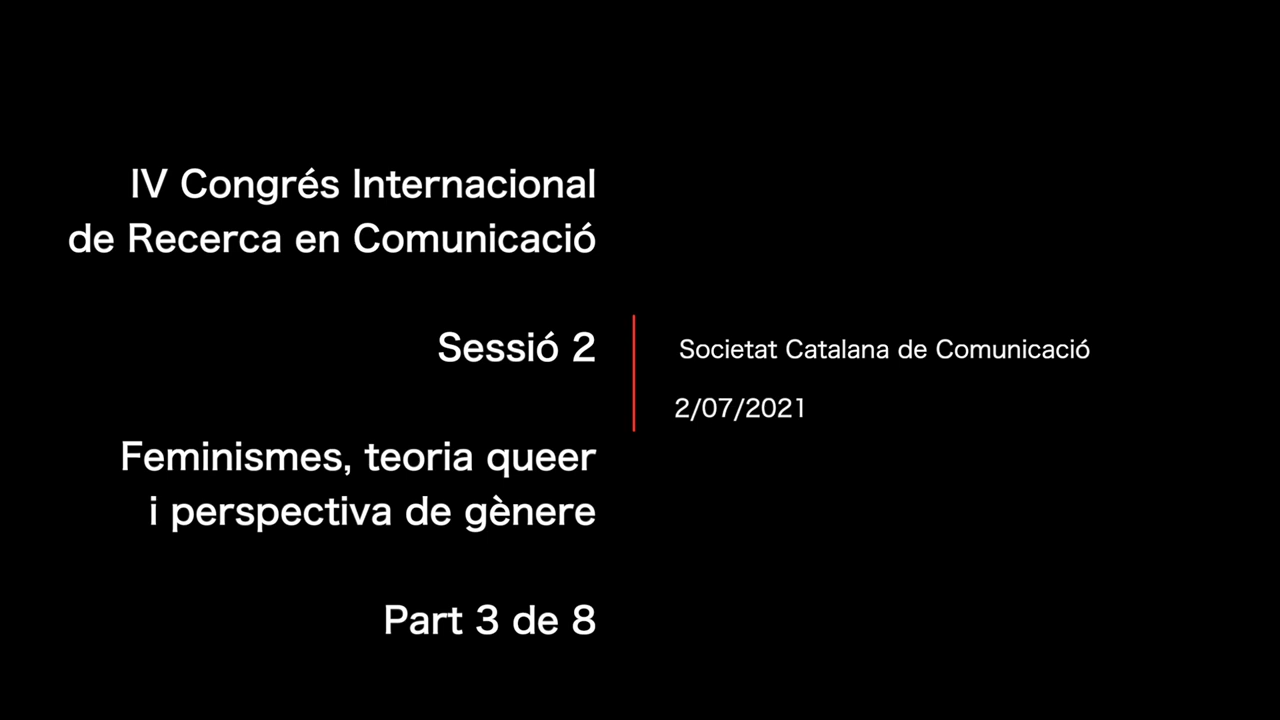 IV Congrés Internacional
de Recerca en Comunicació
Sessió 2
Feminismes, teoria queer
i perspectiva de gènere
Part 3 de 8
Societat Catalana de Comunicació
2/07/2021